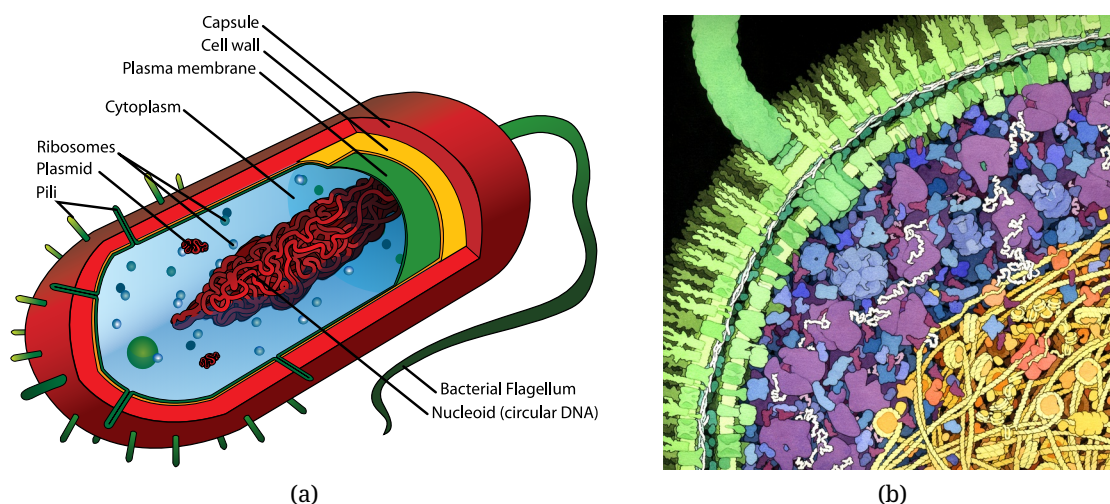 Capsule
Cell wall
Plasma membrane
Cytoplasm
Ribosomes
Plasmid
Pili
Bacterial Flagellum
Nucleoid (circular DNA)
(a)
(b)